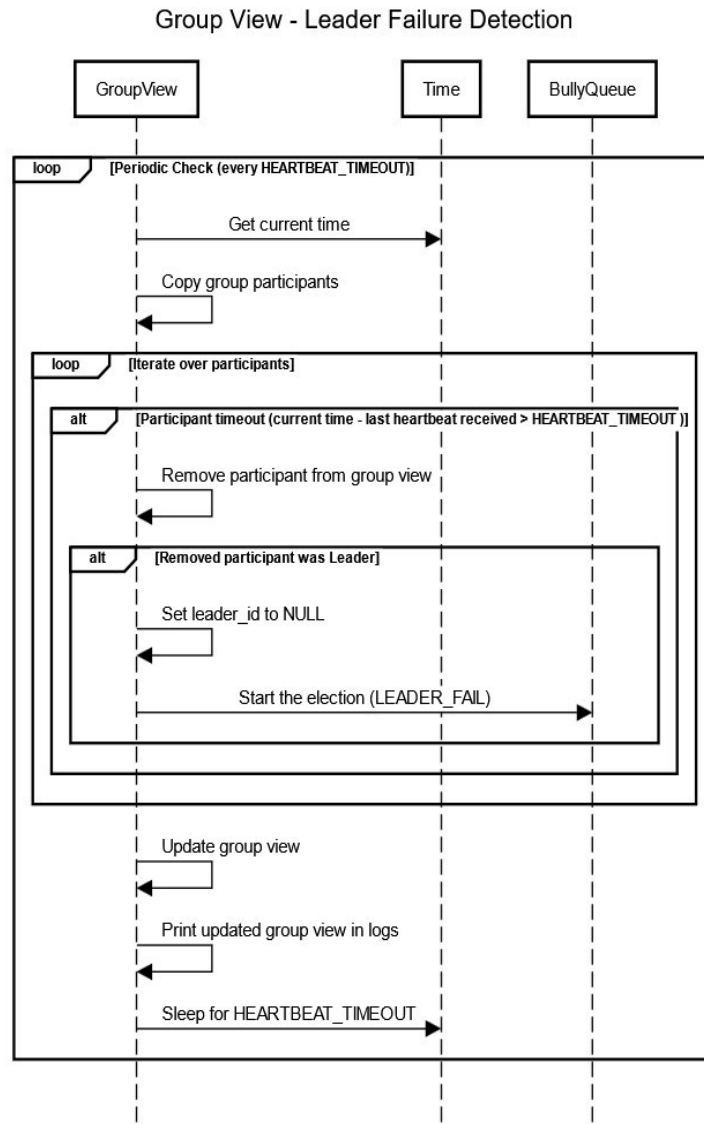 Group View - Leader Failure Detection
GroupView Time BullyQueue
loop [Periodic Check (every HEARTBEAT_TIMEOUT)]
Get current time
Copy group participants
loop [Iterate over participants]
alt [Participant timeout (current time - last heartbeat received > HEARTBEAT_TIMEOUT )]
Remove participant from group view
alt [Removed participant was Leader]
Set leader_id to NULL
Start the election (LEADER_FAIL)
Update group view
Print updated group view in logs
Sleep for HEARTBEAT_TIMEOUT